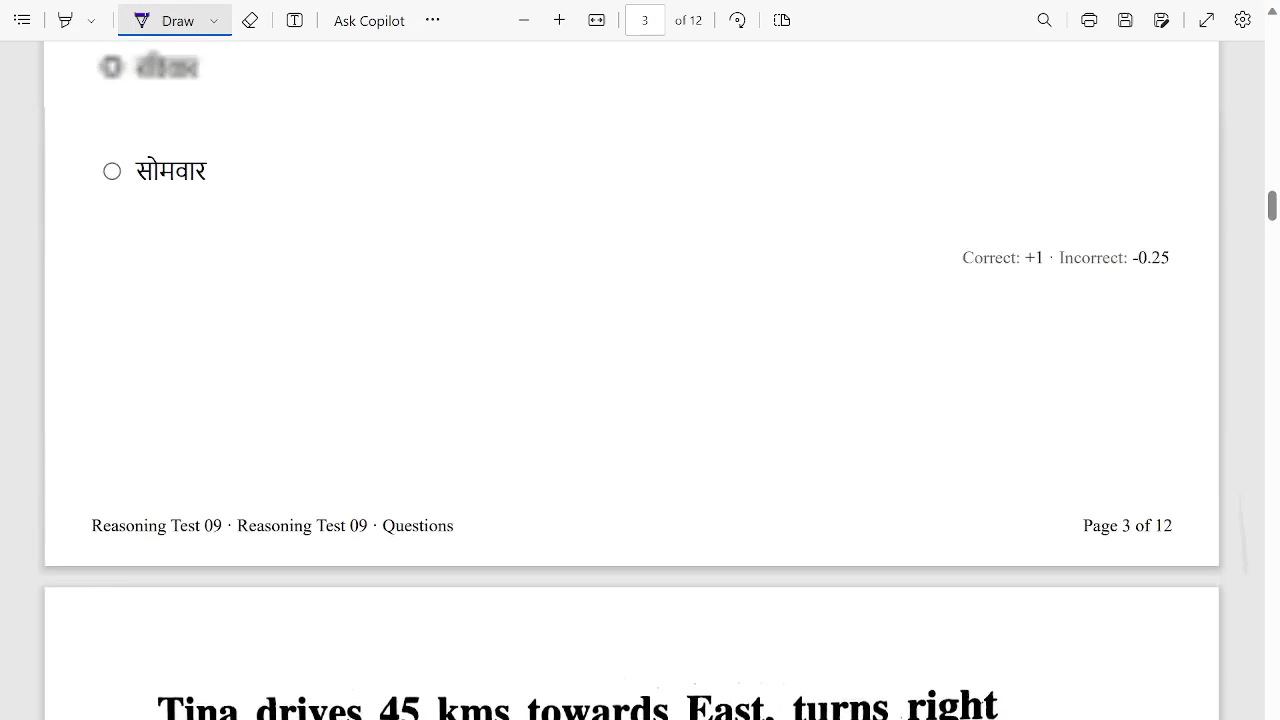 Draw
Ask Copilot
3 of 12
सोमवार
Correct: +1 · Incorrect: -0.25
Reasoning Test 09 · Reasoning Test 09 · Questions
Page 3 of 12
Tina drives 45 kms towards East, turns right